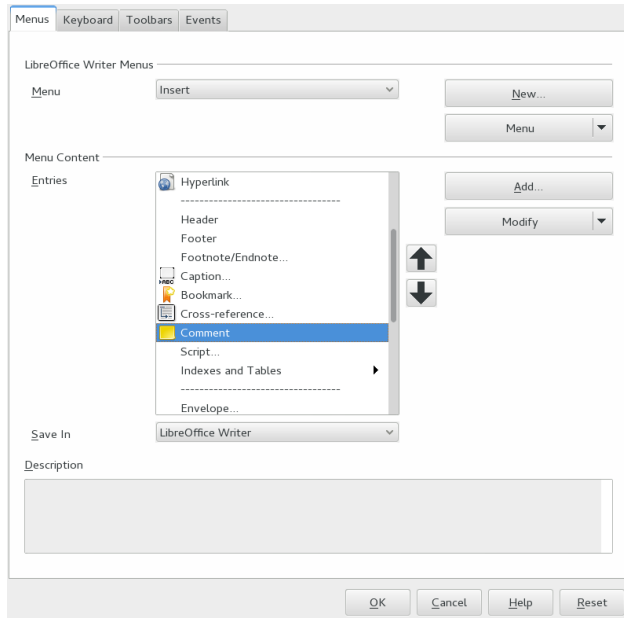 Menus Keyboard Toolbars Events
LibreOffice Writer Menus
Menu Insert New...
Menu
Menu Content
Entries Hyperlink Add...
----------------------------------
Header Modify
Footer
Footnote/Endnote...
Caption...
Bookmark...
Cross-reference...
Comment
Script...
Indexes and Tables
----------------------------------
Envelope...
Save In LibreOffice Writer
Description
OK Cancel Help Reset